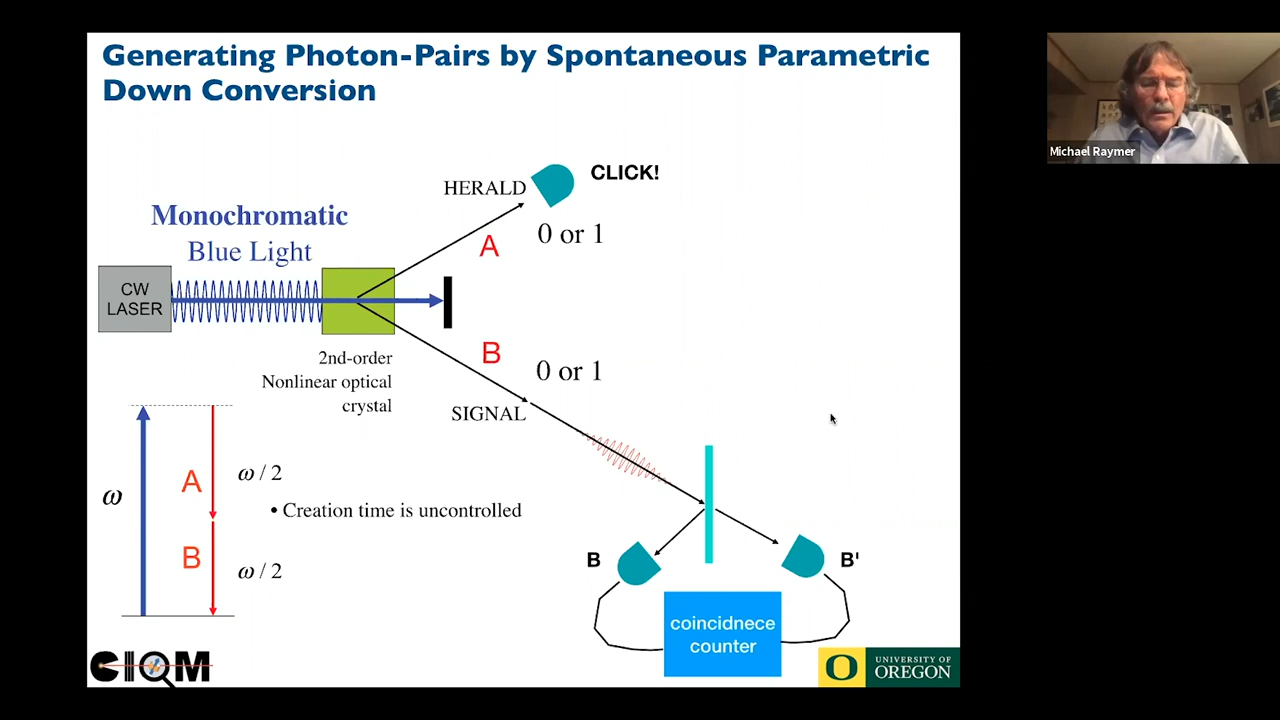 Generating Photon-Pairs by Spontaneous Parametric
Down Conversion
Michael Raymer
HERALD
CLICK!
Monochromatic
Blue Light
A
0 or 1
CW
LASER
B
0 or 1
2nd-order
Nonlinear optical
crystal
SIGNAL
ω
A
ω / 2
• Creation time is uncontrolled
B
ω / 2
B
B'
coincidnece
counter
CIQM
O
UNIVERSITY OF
OREGON